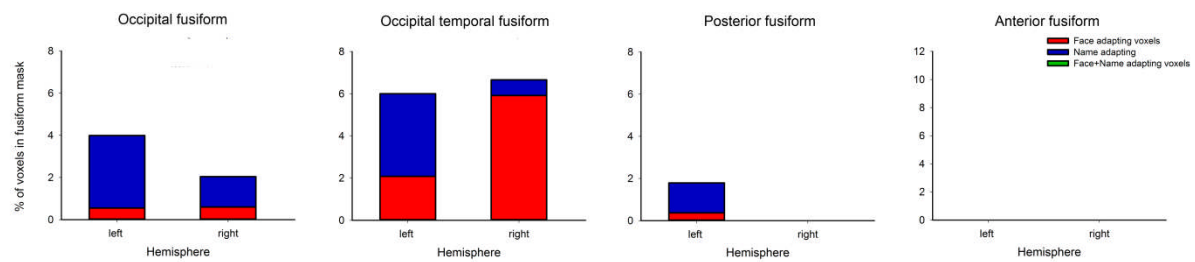 Occipital fusiform
Occipital temporal fusiform
Posterior fusiform
Anterior fusiform
% of voxels in fusiform mask
8
6
4
2
0
left
right
Hemisphere
8
6
4
2
0
left
right
Hemisphere
8
6
4
2
0
left
right
Hemisphere
Face adapting voxels
Name adapting
Face+Name adapting voxels
12
10
8
6
4
2
0
left
right
Hemisphere